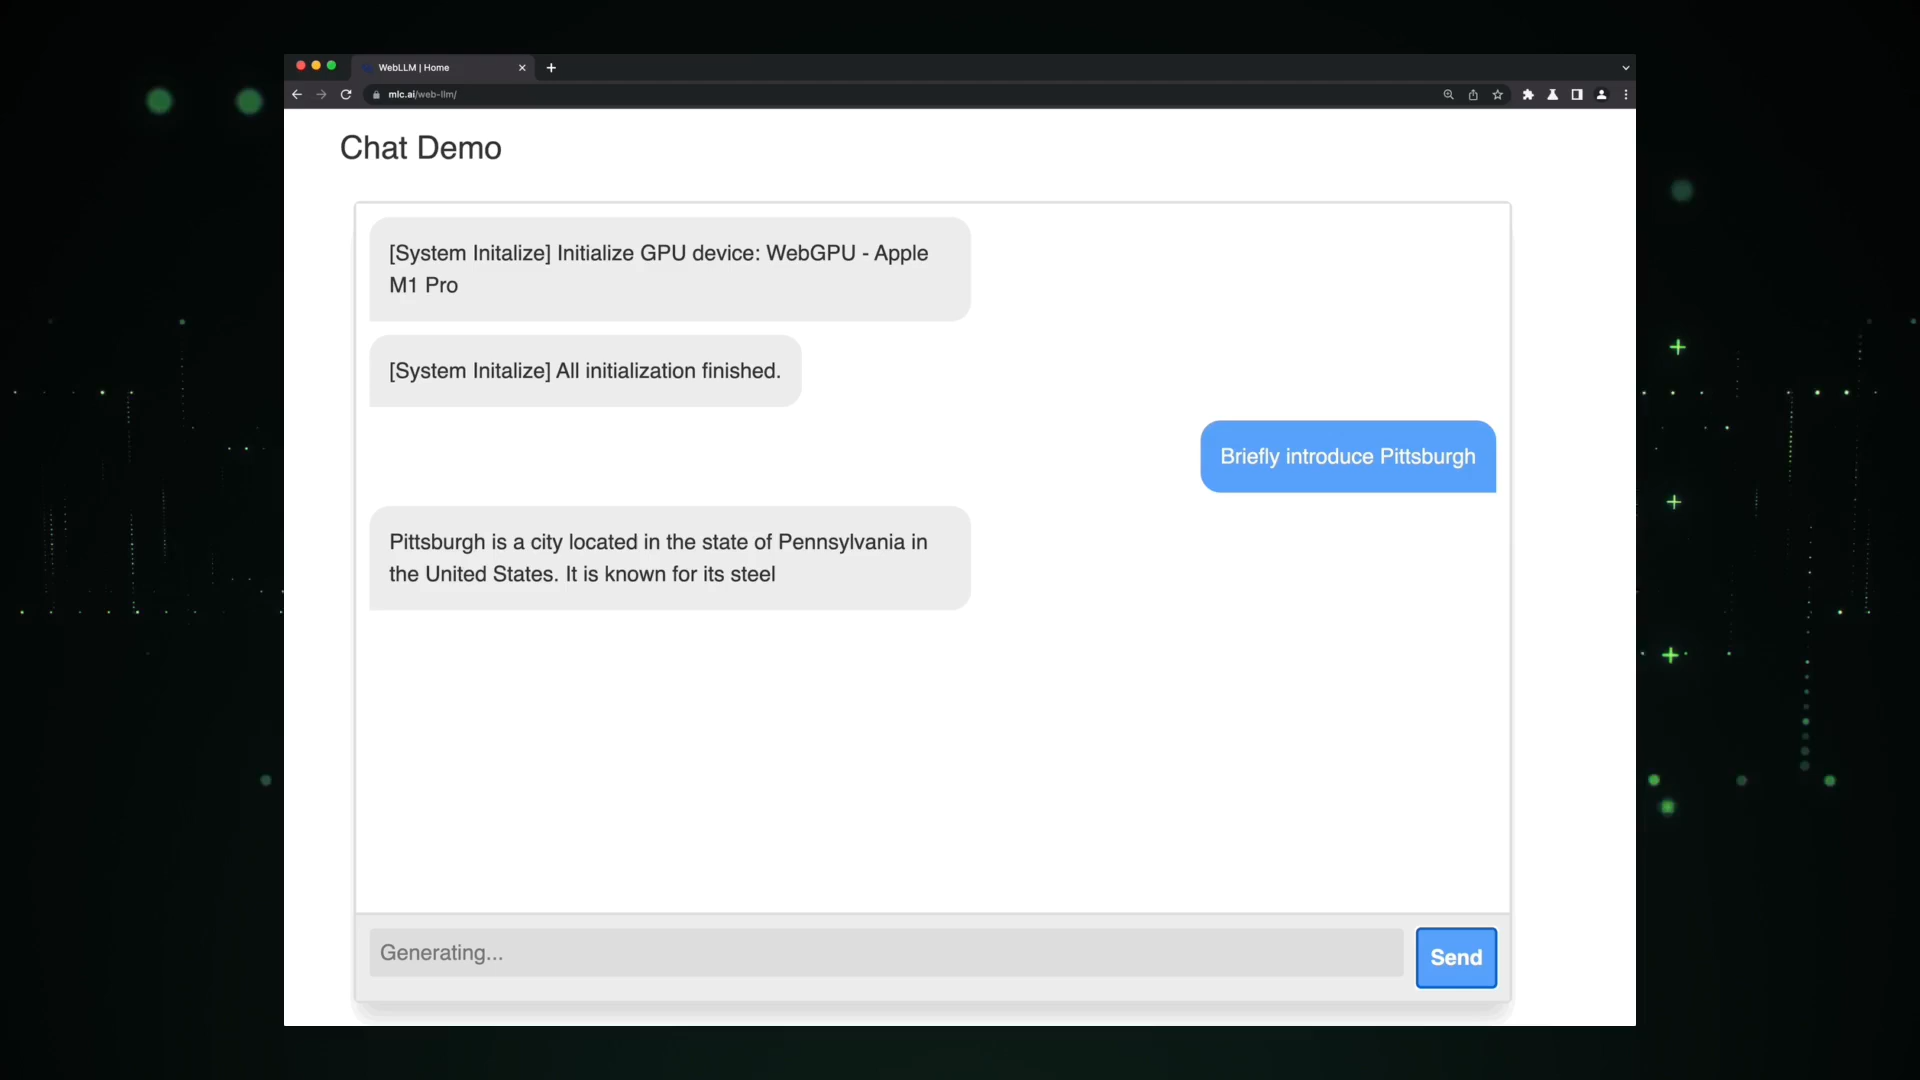 WebLLM | Home
mlc.ai/web-llm/
Chat Demo
[System Initalize] Initialize GPU device: WebGPU - Apple
M1 Pro
[System Initalize] All initialization finished.
Briefly introduce Pittsburgh
Pittsburgh is a city located in the state of Pennsylvania in
the United States. It is known for its steel
Generating...
Send